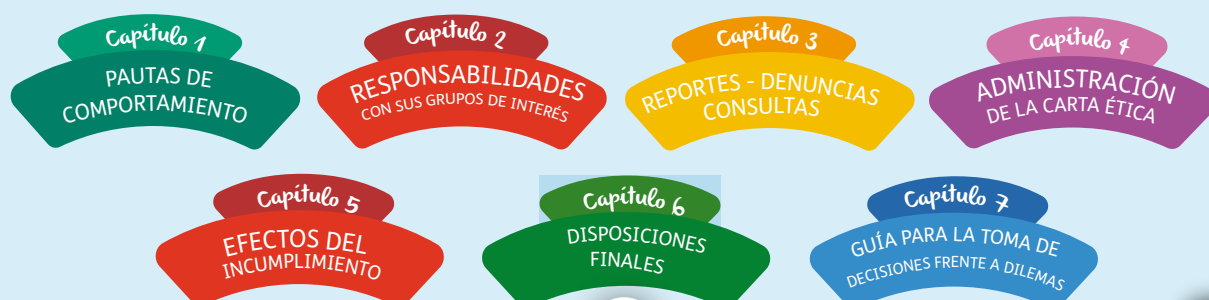 Capítulo 1
PAUTAS DE
COMPORTAMIENTO
Capítulo 2
RESPONSABILIDADES
CON SUS GRUPOS DE INTERÉS
Capítulo 3
REPORTES - DENUNCIAS
CONSULTAS
Capítulo 4
ADMINISTRACIÓN
DE LA CARTA ÉTICA
Capítulo 5
EFECTOS DEL
INCUMPLIMIENTO
Capítulo 6
DISPOSICIONES
FINALES
Capítulo 7
GUÍA PARA LA TOMA DE
DECISIONES FRENTE A DILEMAS